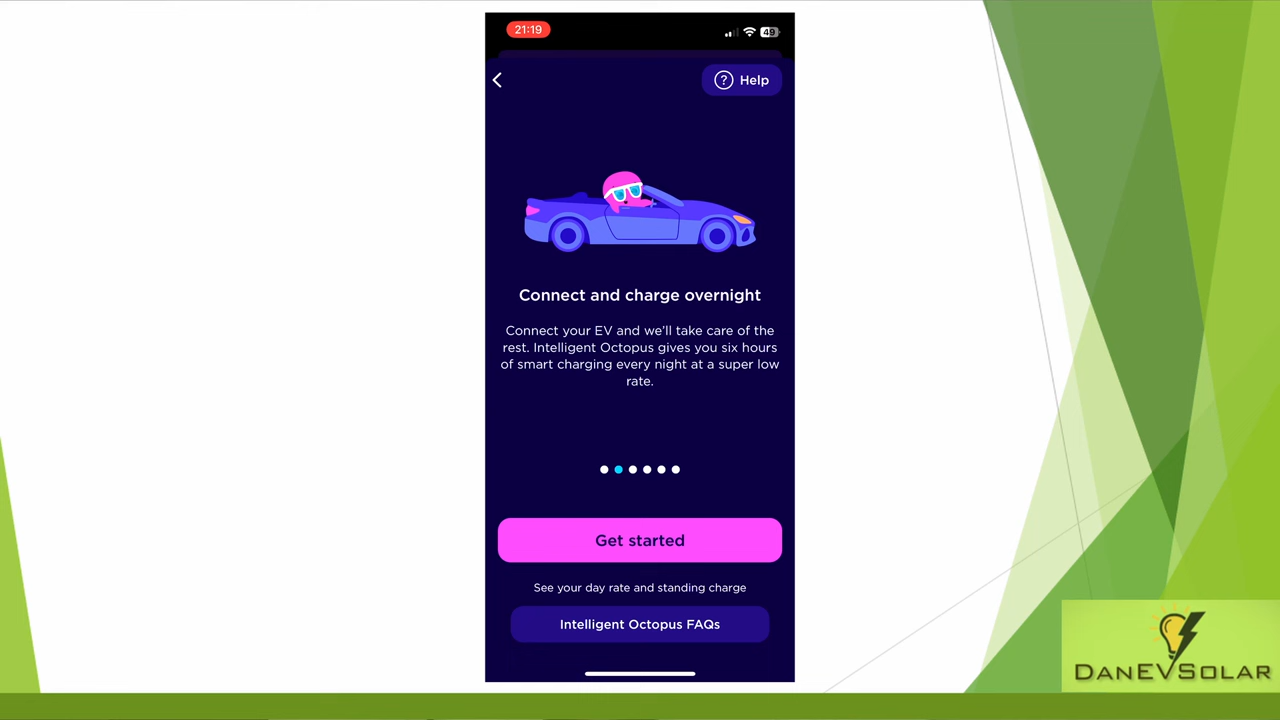 21:19
49
? Help
Connect and charge overnight
Connect your EV and we'll take care of the
rest. Intelligent Octopus gives you six hours
of smart charging every night at a super low
rate.
Get started
See your day rate and standing charge
Intelligent Octopus FAQs
DANEVSOLAR